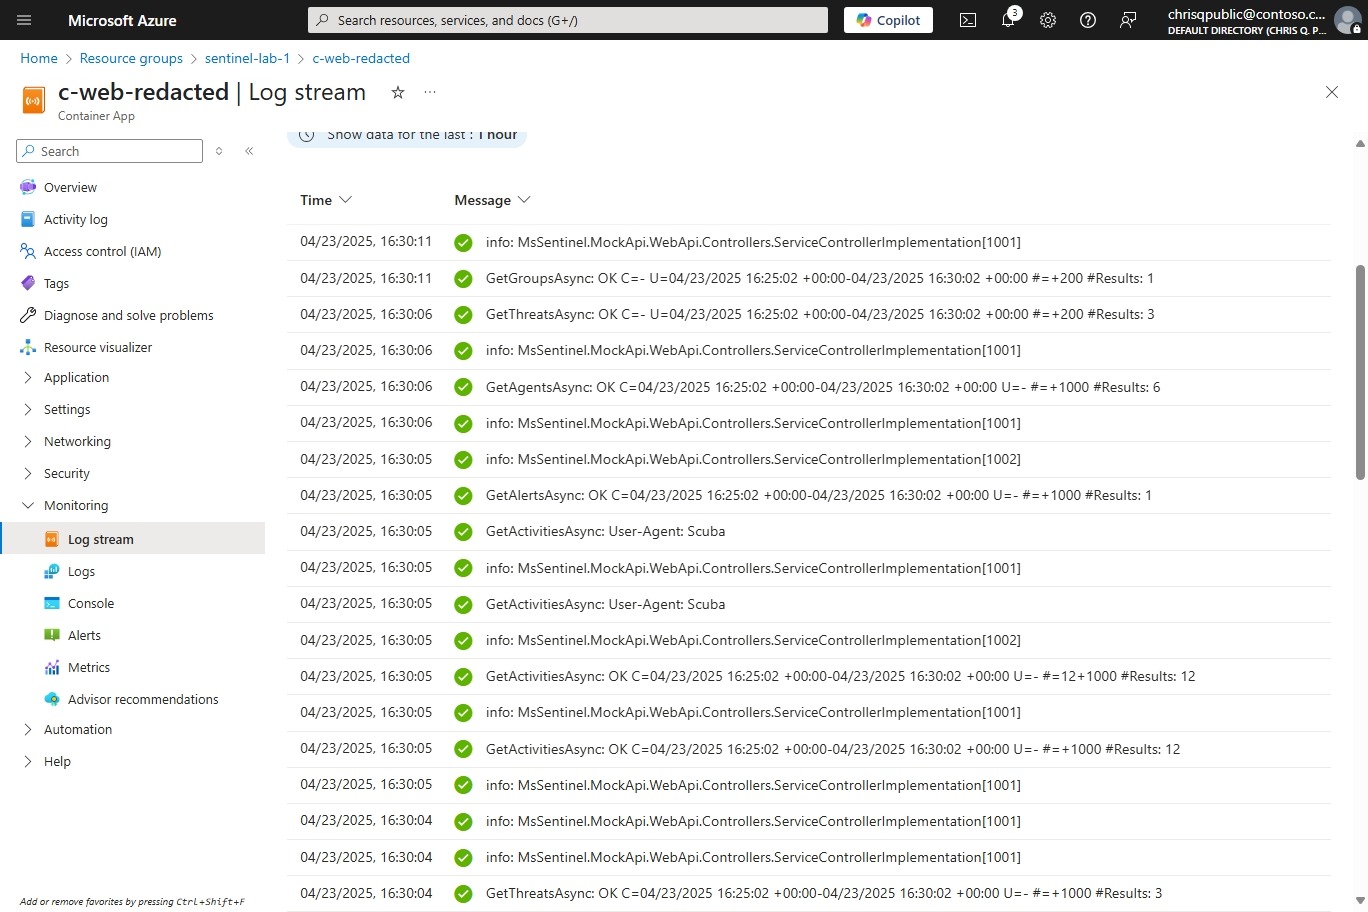 Microsoft Azure
Search resources, services, and docs (G+/)
Copilot
3
chrisqpublic@contoso.c...
DEFAULT DIRECTORY (CHRIS Q. P...
Home > Resource groups > sentinel-lab-1 > c-web-redacted
c-web-redacted | Log stream
Container App
Search
Overview
Activity log
Access control (IAM)
Tags
Diagnose and solve problems
Resource visualizer
Application
Settings
Networking
Security
Monitoring
Log stream
Logs
Console
Alerts
Metrics
Advisor recommendations
Automation
Help
Add or remove favorites by pressing Ctrl+Shift+F
Show data for the last : 1 hour
Time Message
04/23/2025, 16:30:11 info: MsSentinel.MockApi.WebApi.Controllers.ServiceControllerImplementation[1001]
04/23/2025, 16:30:11 GetGroupsAsync: OK C=- U=04/23/2025 16:25:02 +00:00-04/23/2025 16:30:02 +00:00 #=+200 #Results: 1
04/23/2025, 16:30:06 GetThreatsAsync: OK C=- U=04/23/2025 16:25:02 +00:00-04/23/2025 16:30:02 +00:00 #=+200 #Results: 3
04/23/2025, 16:30:06 info: MsSentinel.MockApi.WebApi.Controllers.ServiceControllerImplementation[1001]
04/23/2025, 16:30:06 GetAgentsAsync: OK C=04/23/2025 16:25:02 +00:00-04/23/2025 16:30:02 +00:00 U=- #=+1000 #Results: 6
04/23/2025, 16:30:06 info: MsSentinel.MockApi.WebApi.Controllers.ServiceControllerImplementation[1001]
04/23/2025, 16:30:05 info: MsSentinel.MockApi.WebApi.Controllers.ServiceControllerImplementation[1002]
04/23/2025, 16:30:05 GetAlertsAsync: OK C=04/23/2025 16:25:02 +00:00-04/23/2025 16:30:02 +00:00 U=- #=+1000 #Results: 1
04/23/2025, 16:30:05 GetActivitiesAsync: User-Agent: Scuba
04/23/2025, 16:30:05 info: MsSentinel.MockApi.WebApi.Controllers.ServiceControllerImplementation[1001]
04/23/2025, 16:30:05 GetActivitiesAsync: User-Agent: Scuba
04/23/2025, 16:30:05 info: MsSentinel.MockApi.WebApi.Controllers.ServiceControllerImplementation[1002]
04/23/2025, 16:30:05 GetActivitiesAsync: OK C=04/23/2025 16:25:02 +00:00-04/23/2025 16:30:02 +00:00 U=- #=12+1000 #Results: 12
04/23/2025, 16:30:05 info: MsSentinel.MockApi.WebApi.Controllers.ServiceControllerImplementation[1001]
04/23/2025, 16:30:05 GetActivitiesAsync: OK C=04/23/2025 16:25:02 +00:00-04/23/2025 16:30:02 +00:00 U=- #=+1000 #Results: 12
04/23/2025, 16:30:05 info: MsSentinel.MockApi.WebApi.Controllers.ServiceControllerImplementation[1001]
04/23/2025, 16:30:04 info: MsSentinel.MockApi.WebApi.Controllers.ServiceControllerImplementation[1001]
04/23/2025, 16:30:04 info: MsSentinel.MockApi.WebApi.Controllers.ServiceControllerImplementation[1001]
04/23/2025, 16:30:04 GetThreatsAsync: OK C=04/23/2025 16:25:02 +00:00-04/23/2025 16:30:02 +00:00 U=- #=+1000 #Results: 3